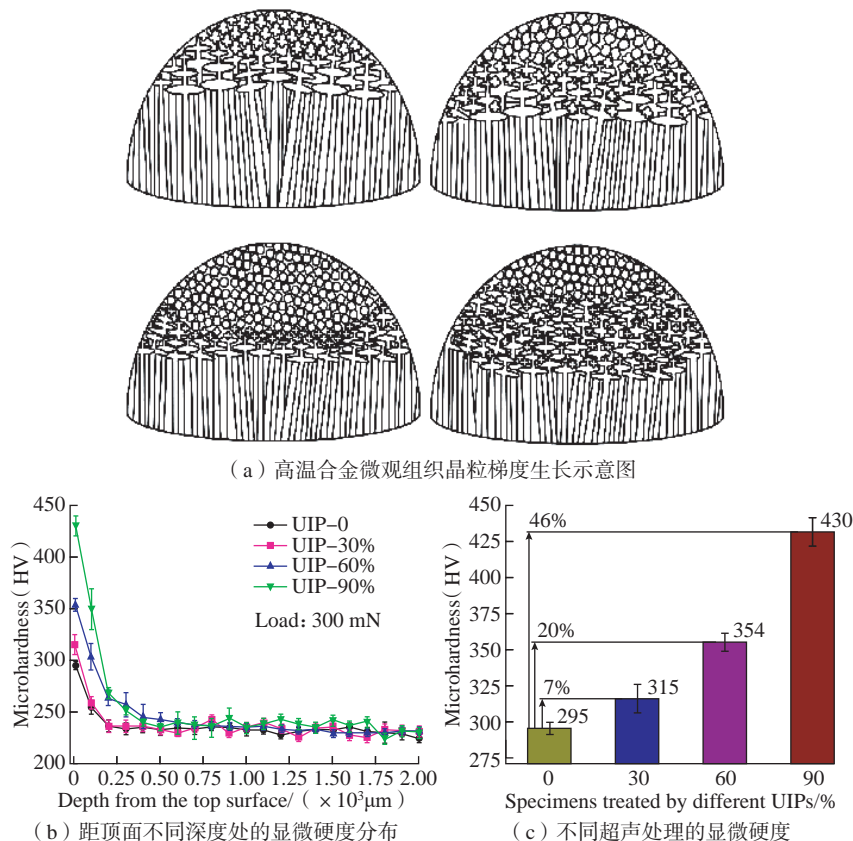 (a)高温合金微观组织晶粒梯度生长示意图
450
400
350
300
250
200
Microhardness(HV)
UIP-0
UIP-30%
UIP-60%
UIP-90%
Load: 300 mN
0 0.25 0.50 0.75 1.00 1.25 1.50 1.75 2.00
Depth from the top surface/(×10³μm)
(b)距顶面不同深度处的显微硬度分布
450
425
400
375
350
325
300
275
Microhardness(HV)
46%
430
20%
354
7%
315
295
0 30 60 90
Specimens treated by different UIPs/%
(c)不同超声处理的显微硬度